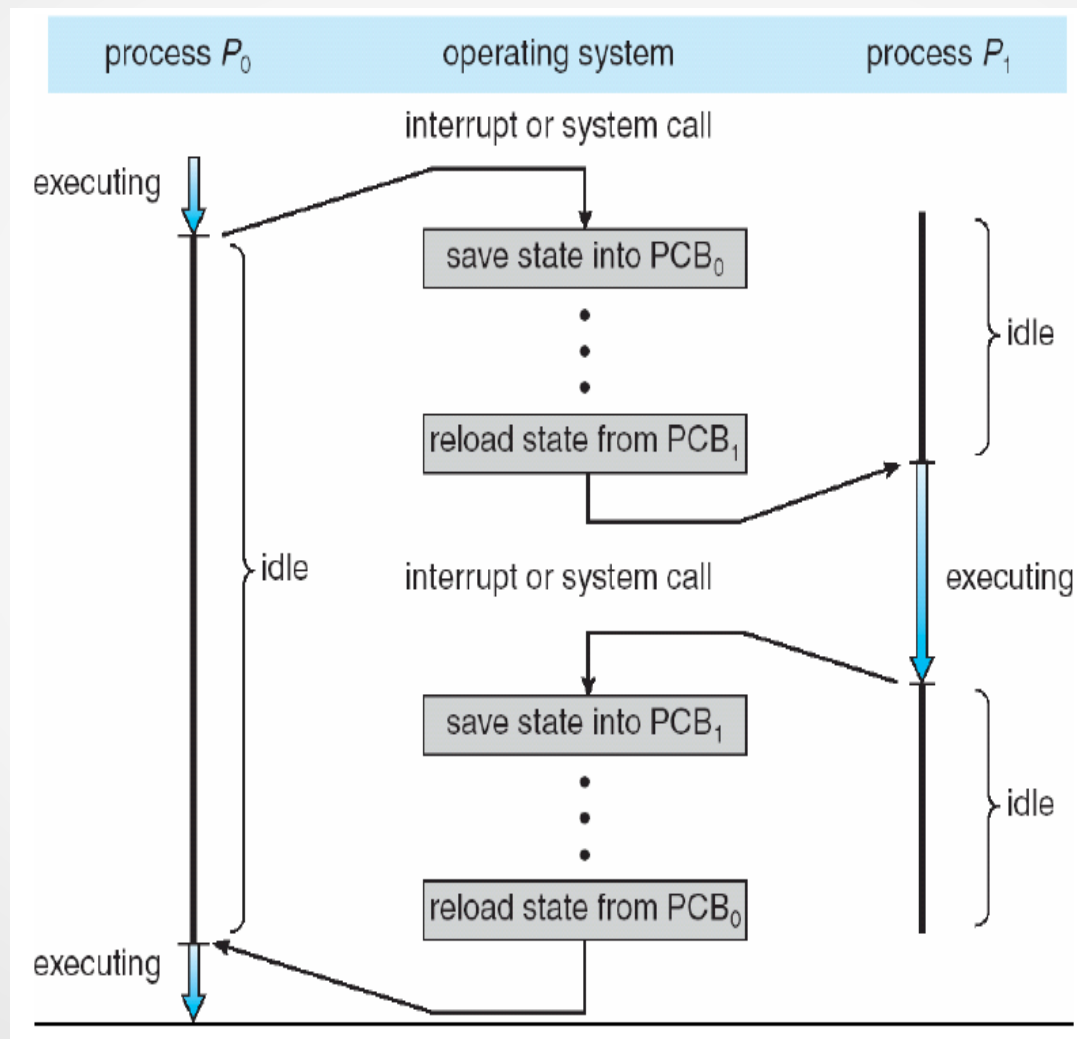 process P₀ operating system process P₁
interrupt or system call
executing
save state into PCB₀
idle
reload state from PCB₁
idle
interrupt or system call
executing
save state into PCB₁
idle
reload state from PCB₀
executing